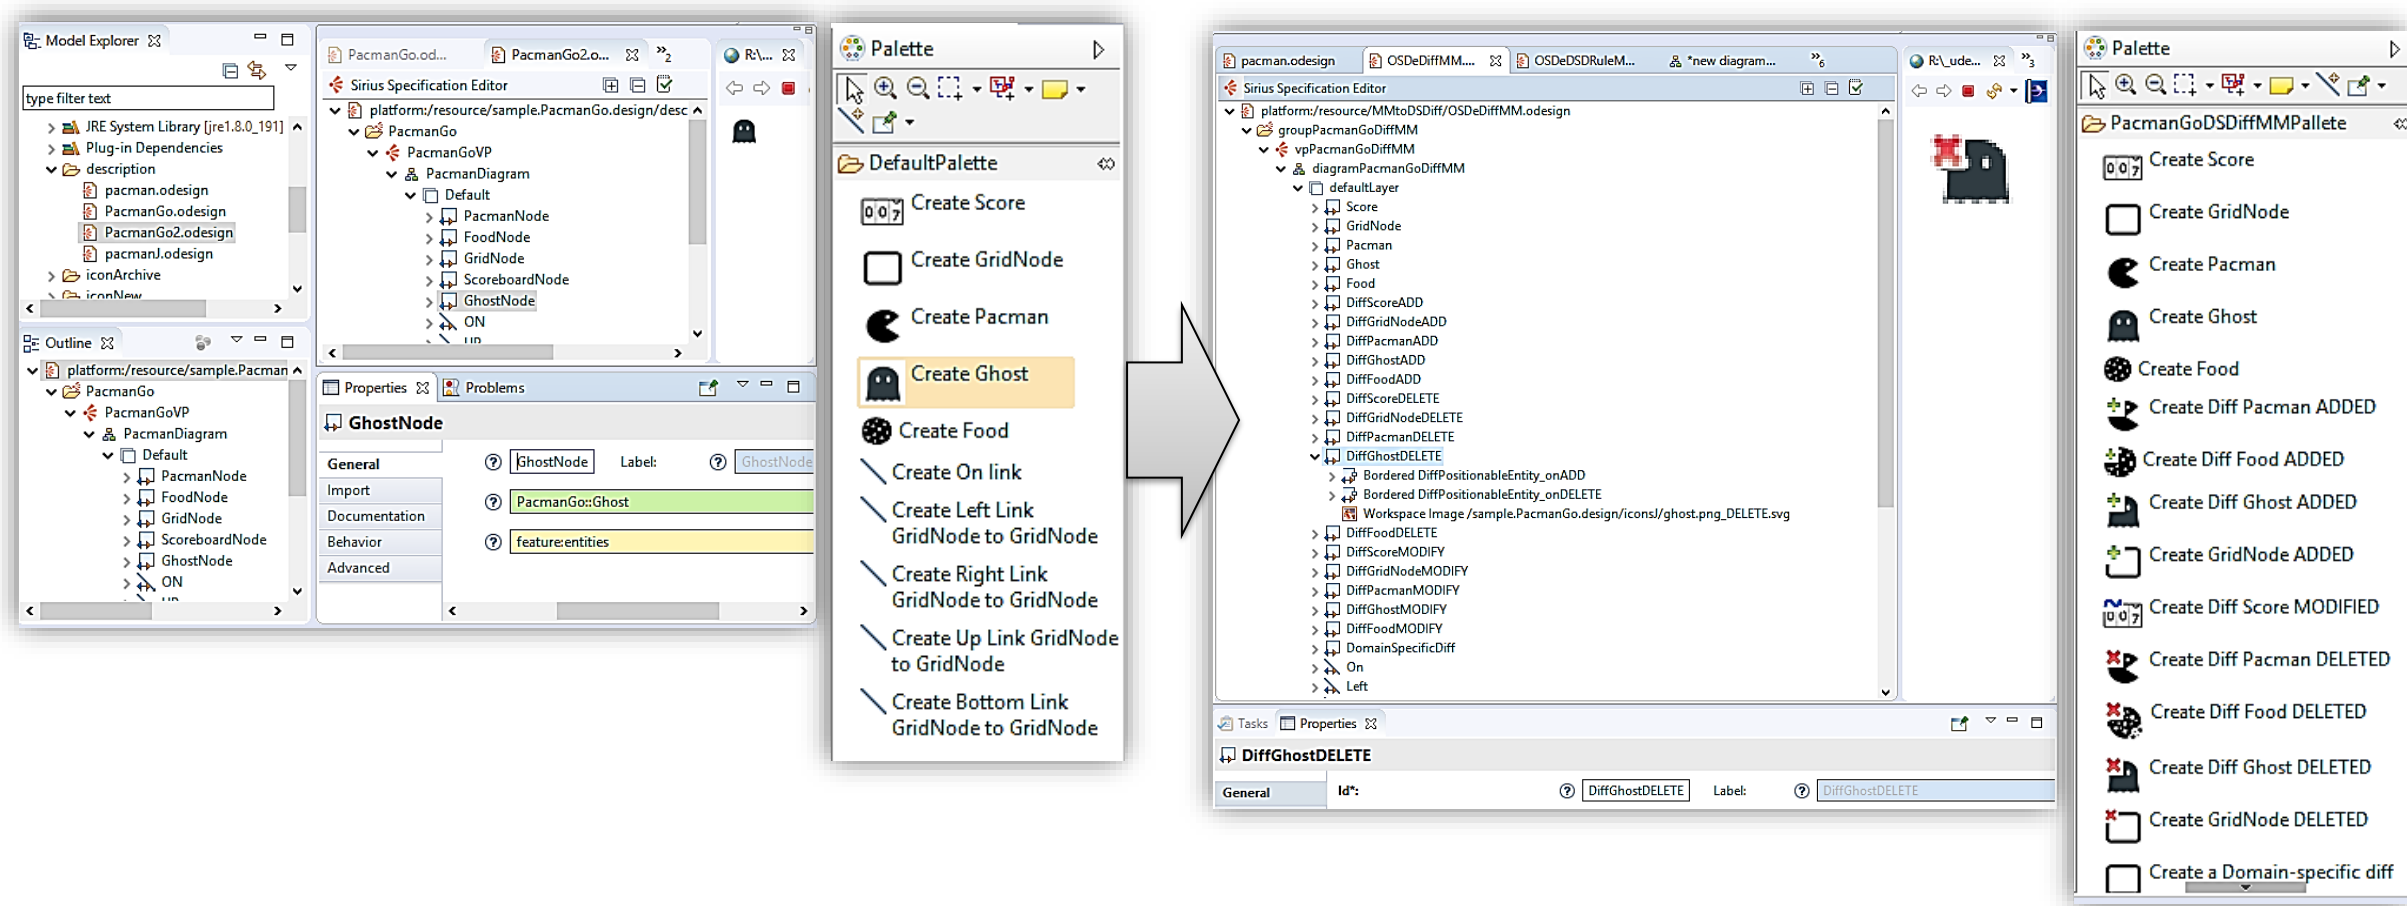 Model Explorer
type filter text
JRE System Library [jre1.8.0_191]
Plug-in Dependencies
description
pacman.odesign
PacmanGo.odesign
PacmanGo2.odesign
pacmanJ.odesign
iconArchive
iconNew
Outline
platform:/resource/sample.Pacman
PacmanGo
PacmanGoVP
PacmanDiagram
Default
PacmanNode
FoodNode
GridNode
ScoreboardNode
GhostNode
ON
UP
PacmanGo.od...
PacmanGo2.o...
»2
R:\...
Sirius Specification Editor
platform:/resource/sample.PacmanGo.design/desc
PacmanGo
PacmanGoVP
PacmanDiagram
Default
PacmanNode
FoodNode
GridNode
ScoreboardNode
GhostNode
ON
UP
Properties
Problems
GhostNode
General
Import
Documentation
Behavior
Advanced
GhostNode Label: GhostNode
PacmanGo::Ghost
feature:entities
Palette
DefaultPalette
Create Score
Create GridNode
Create Pacman
Create Ghost
Create Food
Create On link
Create Left Link
GridNode to GridNode
Create Right Link
GridNode to GridNode
Create Up Link GridNode
to GridNode
Create Bottom Link
GridNode to GridNode
pacman.odesign
OSDeDiffMM....
OSDeDSDRuleM...
*new diagram...
»6
R:\_ude...
»3
Sirius Specification Editor
platform:/resource/MMtoDSDiff/OSDeDiffMM.odesign
groupPacmanGoDiffMM
vpPacmanGoDiffMM
diagramPacmanGoDiffMM
defaultLayer
Score
GridNode
Pacman
Ghost
Food
DiffScoreADD
DiffGridNodeADD
DiffPacmanADD
DiffGhostADD
DiffFoodADD
DiffScoreDELETE
DiffGridNodeDELETE
DiffPacmanDELETE
DiffGhostDELETE
Bordered DiffPositionableEntity_onADD
Bordered DiffPositionableEntity_onDELETE
Workspace Image /sample.PacmanGo.design/iconsJ/ghost.png_DELETE.svg
DiffFoodDELETE
DiffScoreMODIFY
DiffGridNodeMODIFY
DiffPacmanMODIFY
DiffGhostMODIFY
DiffFoodMODIFY
DomainSpecificDiff
On
Left
Tasks
Properties
DiffGhostDELETE
General
Id*: DiffGhostDELETE Label: DiffGhostDELETE
Palette
PacmanGoDSDiffMMPallete
Create Score
Create GridNode
Create Pacman
Create Ghost
Create Food
Create Diff Pacman ADDED
Create Diff Food ADDED
Create Diff Ghost ADDED
Create GridNode ADDED
Create Diff Score MODIFIED
Create Diff Pacman DELETED
Create Diff Food DELETED
Create Diff Ghost DELETED
Create GridNode DELETED
Create a Domain-specific diff